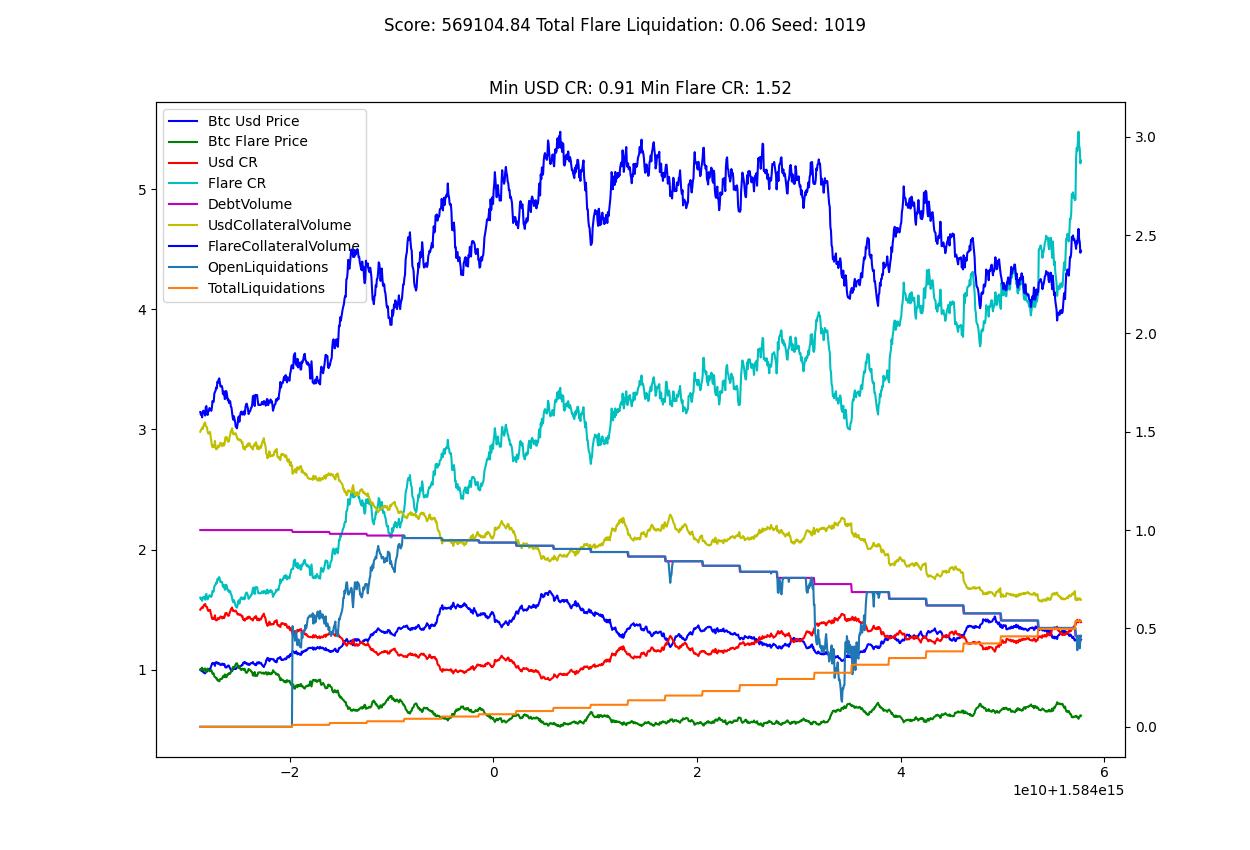 Score: 569104.84 Total Flare Liquidation: 0.06 Seed: 1019
Min USD CR: 0.91 Min Flare CR: 1.52
Btc Usd Price
Btc Flare Price
Usd CR
Flare CR
DebtVolume
UsdCollateralVolume
FlareCollateralVolume
OpenLiquidations
TotalLiquidations
5
4
3
2
1
3.0
2.5
2.0
1.5
1.0
0.5
0.0
−2 0 2 4 6
1e10+1.584e15